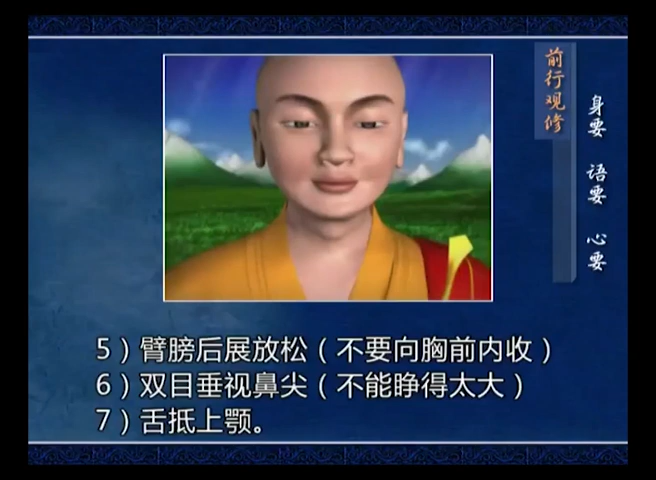 前行观修
身要 语要 心要
5）臂膀后展放松（不要向胸前内收）
6）双目垂视鼻尖（不能睁得太大）
7）舌抵上颚。